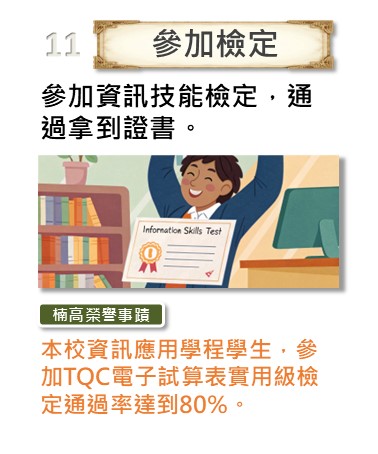 11
參加檢定
參加資訊技能檢定，通
過拿到證書。
Information Skills Test
楠高榮譽事蹟
本校資訊應用學程學生，參
加TQC電子試算表實用級檢
定通過率達到80%。